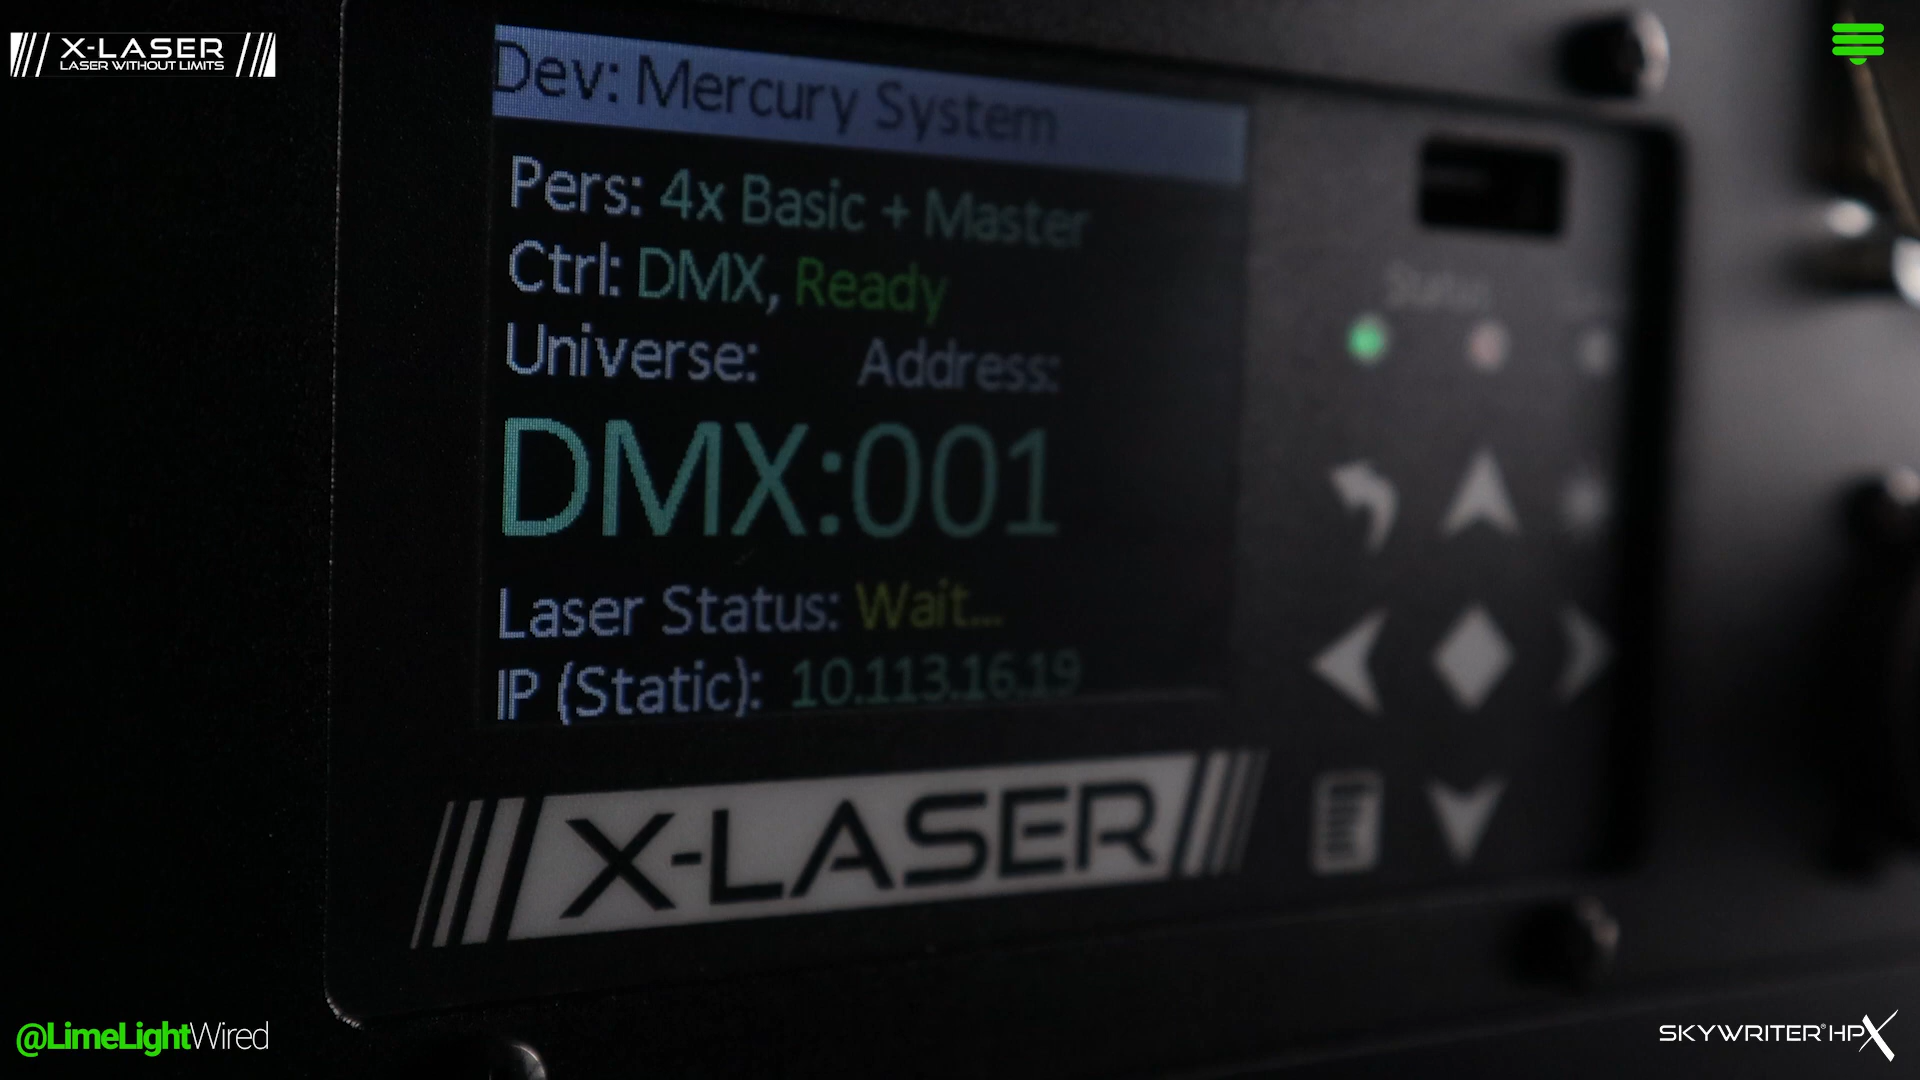 X-LASER
LASER WITHOUT LIMITS
Dev: Mercury System
Pers: 4x Basic + Master
Ctrl: DMX, Ready
Universe: Address:
DMX:001
Laser Status: Wait...
IP (Static): 10.113.16.19
Status
X-LASER
@LimeLightWired
SKYWRITER® HPX